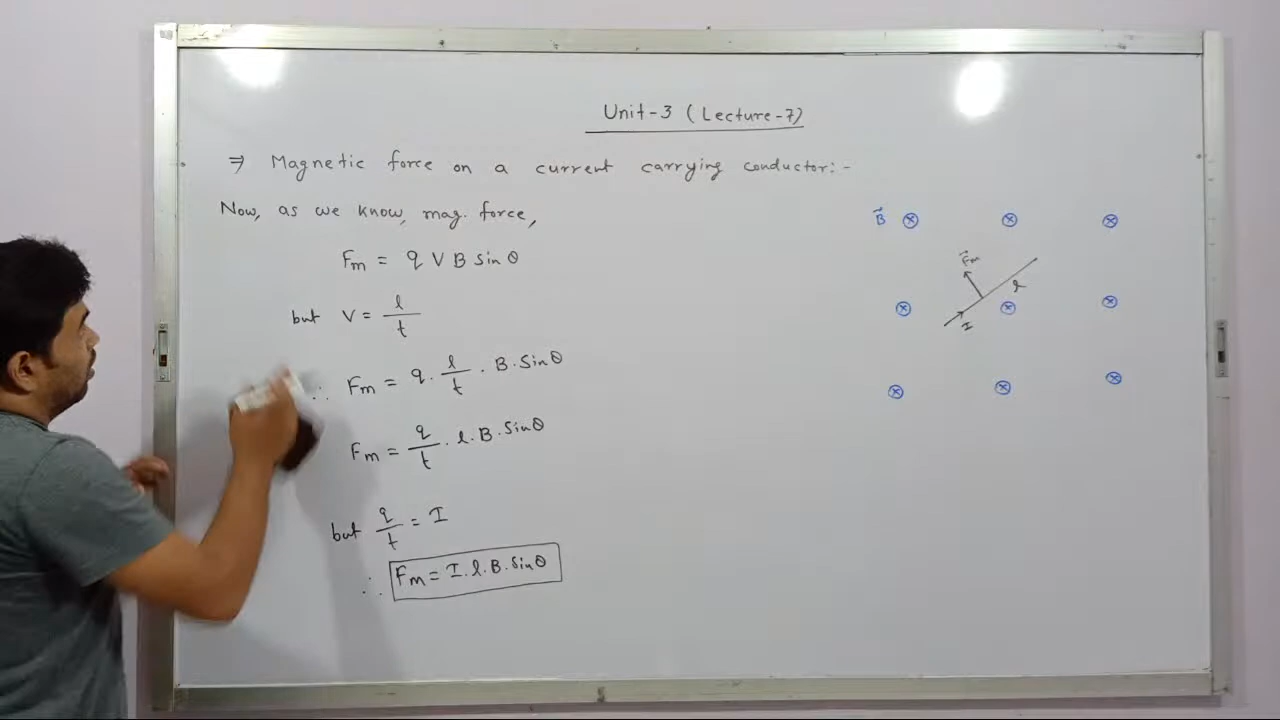 Unit-3 (Lecture-7)
⇒ Magnetic force on a current carrying conductor:-
Now, as we know, mag. force,
Fm = q V B Sin θ
but V = l/t
∴ Fm = q · l/t · B · Sin θ
Fm = q/t · l · B · Sin θ
but q/t = I
∴ Fm = I · l · B · Sin θ
B⃗
F⃗m
l
I